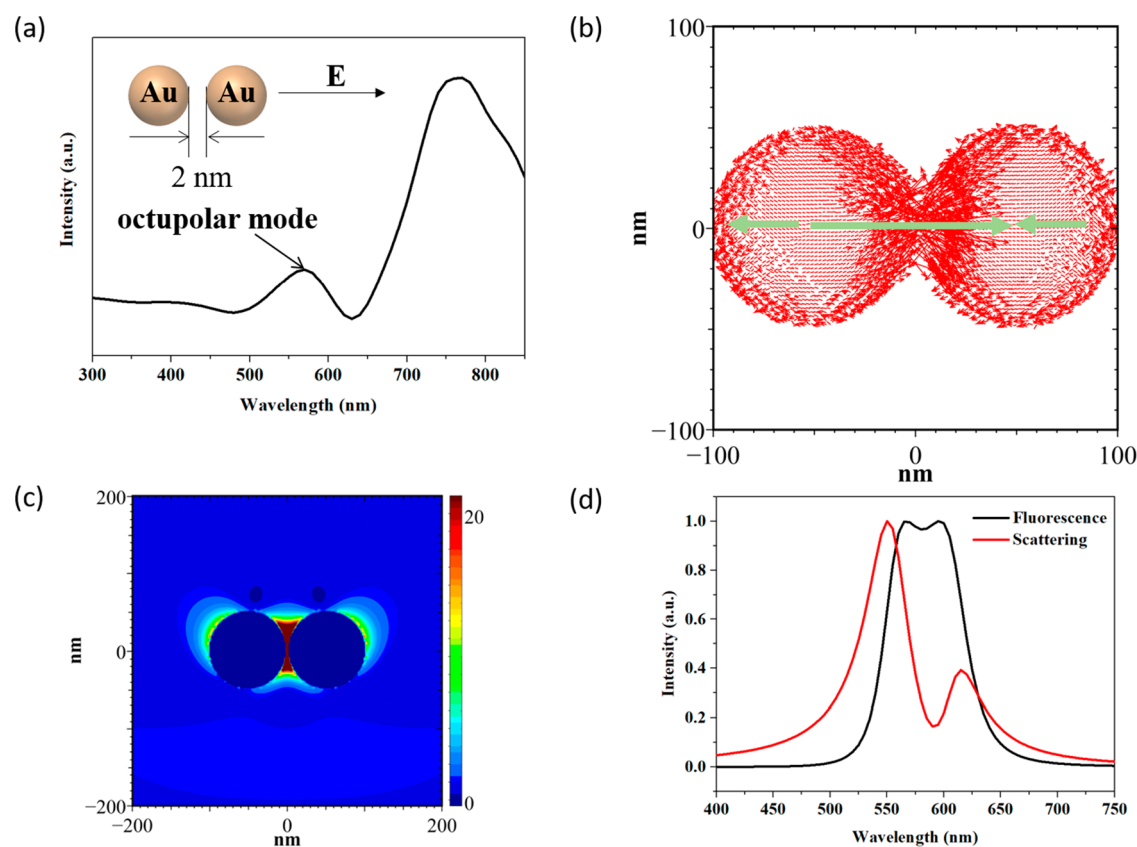 (a)
Intensity (a.u.)
Au
Au
E
2 nm
octupolar mode
300
400
500
600
700
800
Wavelength (nm)
(b)
100
nm
0
−100
−100
0
100
nm
(c)
200
nm
0
−200
−200
0
200
nm
20
0
(d)
Intensity (a.u.)
1.0
0.8
0.6
0.4
0.2
0.0
Fluorescence
Scattering
400
450
500
550
600
650
700
750
Wavelength (nm)